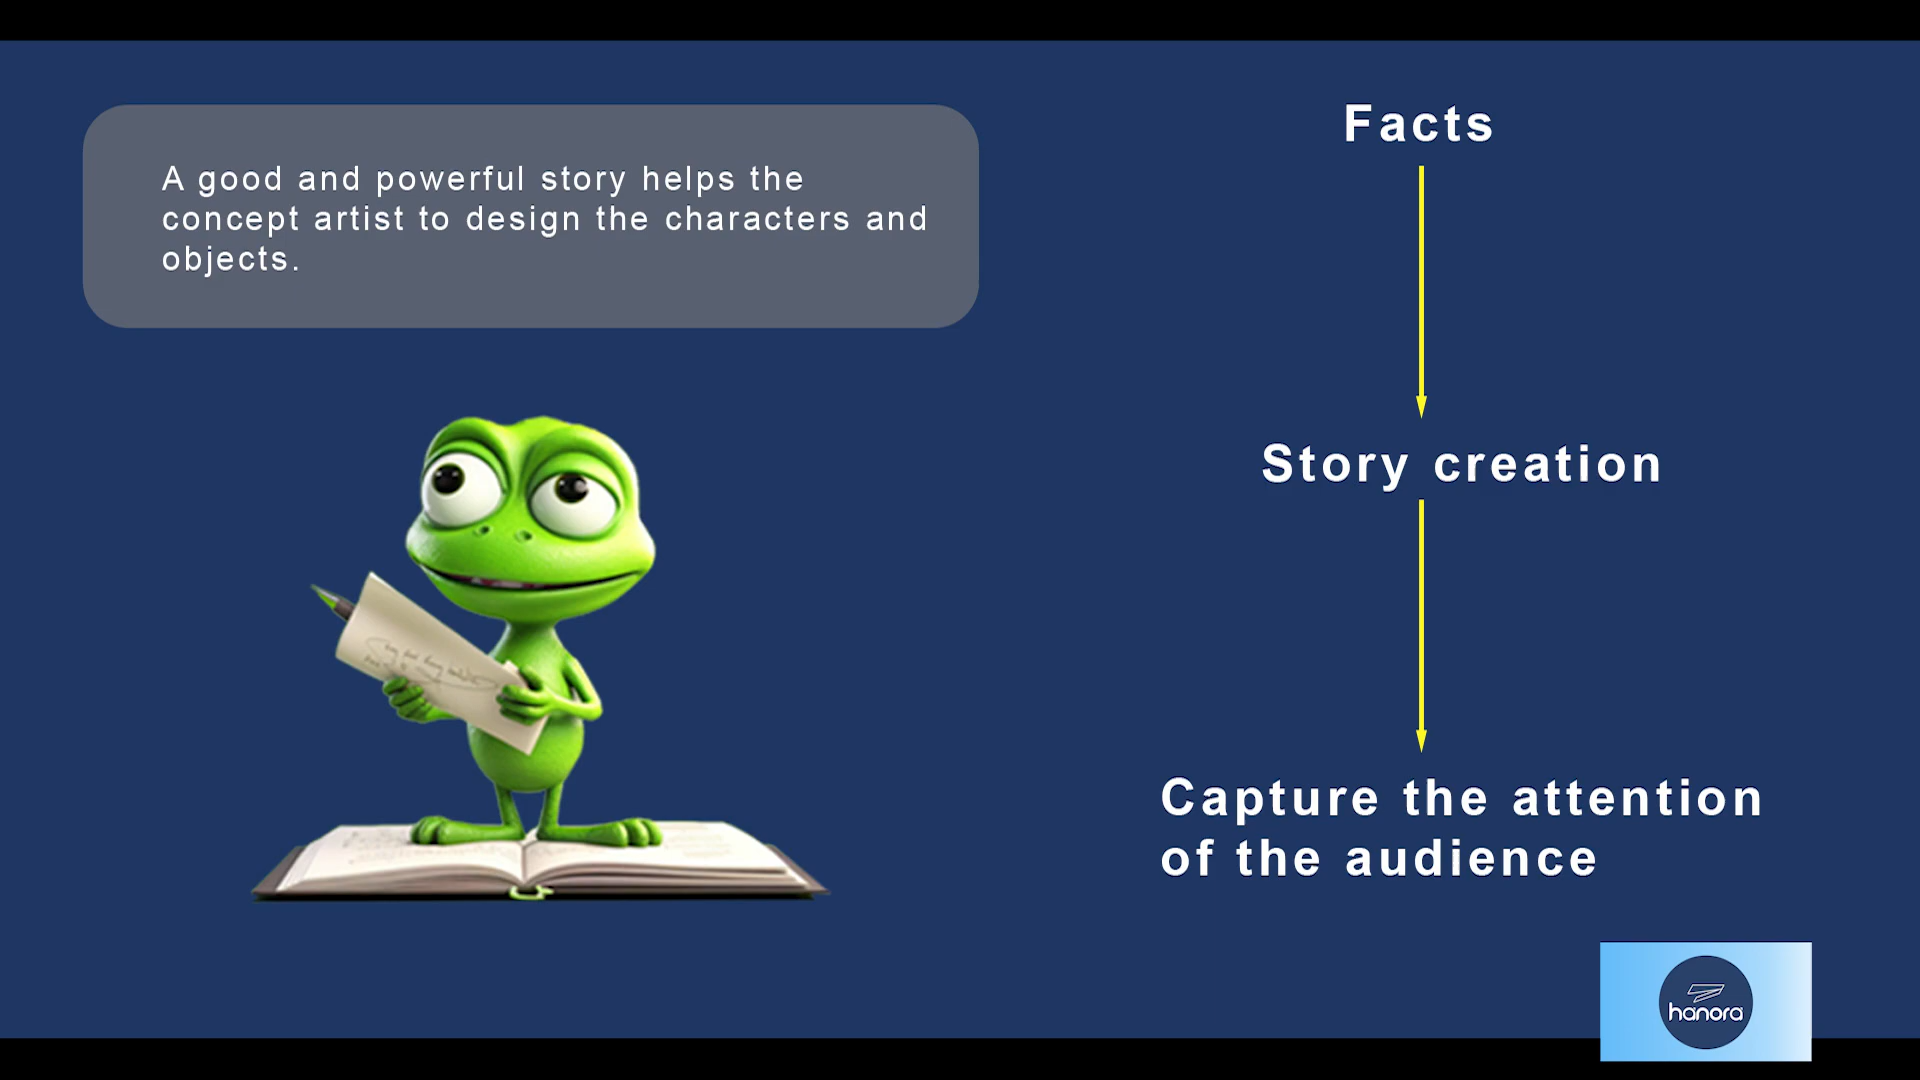 A good and powerful story helps the
concept artist to design the characters and
objects.
Facts
Story creation
Capture the attention
of the audience
hanora